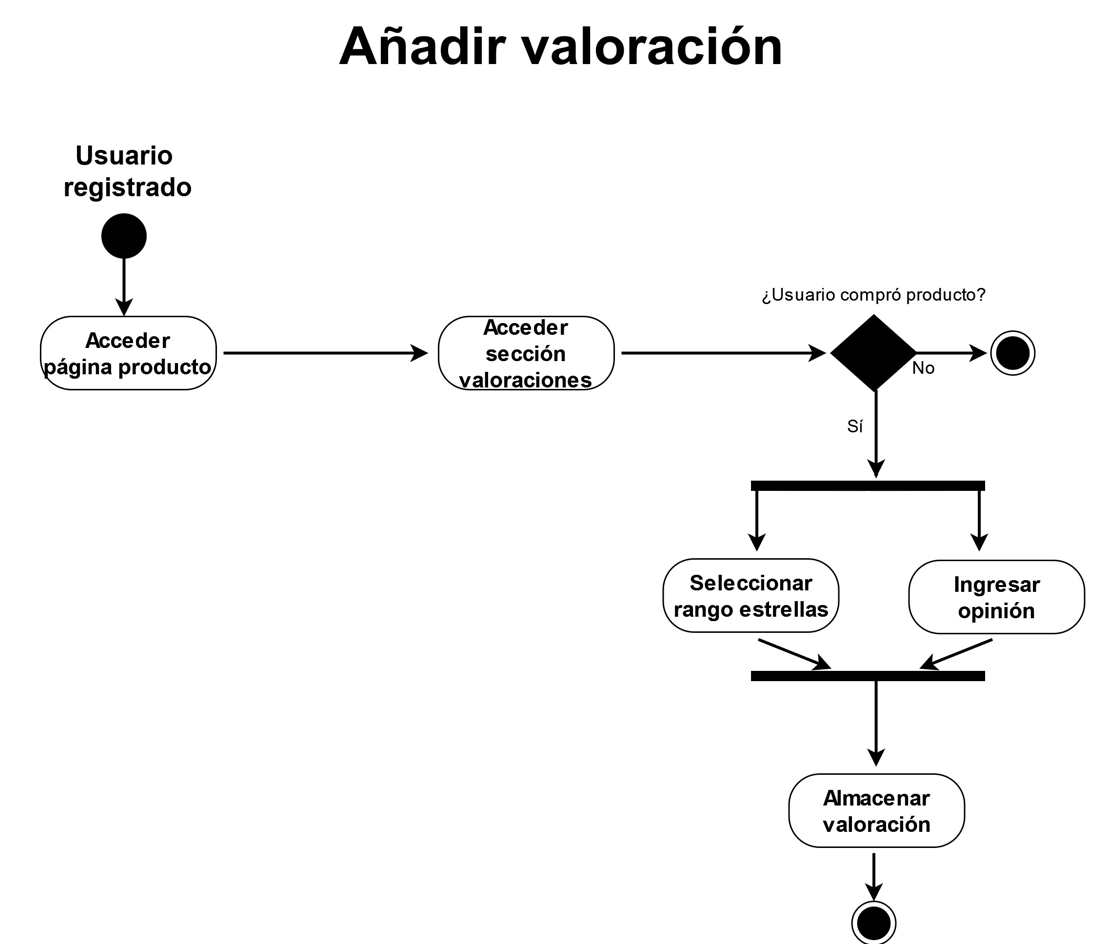 Añadir valoración
Usuario
registrado
Acceder
página producto
Acceder
sección
valoraciones
¿Usuario compró producto?
No
Sí
Seleccionar
rango estrellas
Ingresar
opinión
Almacenar
valoración